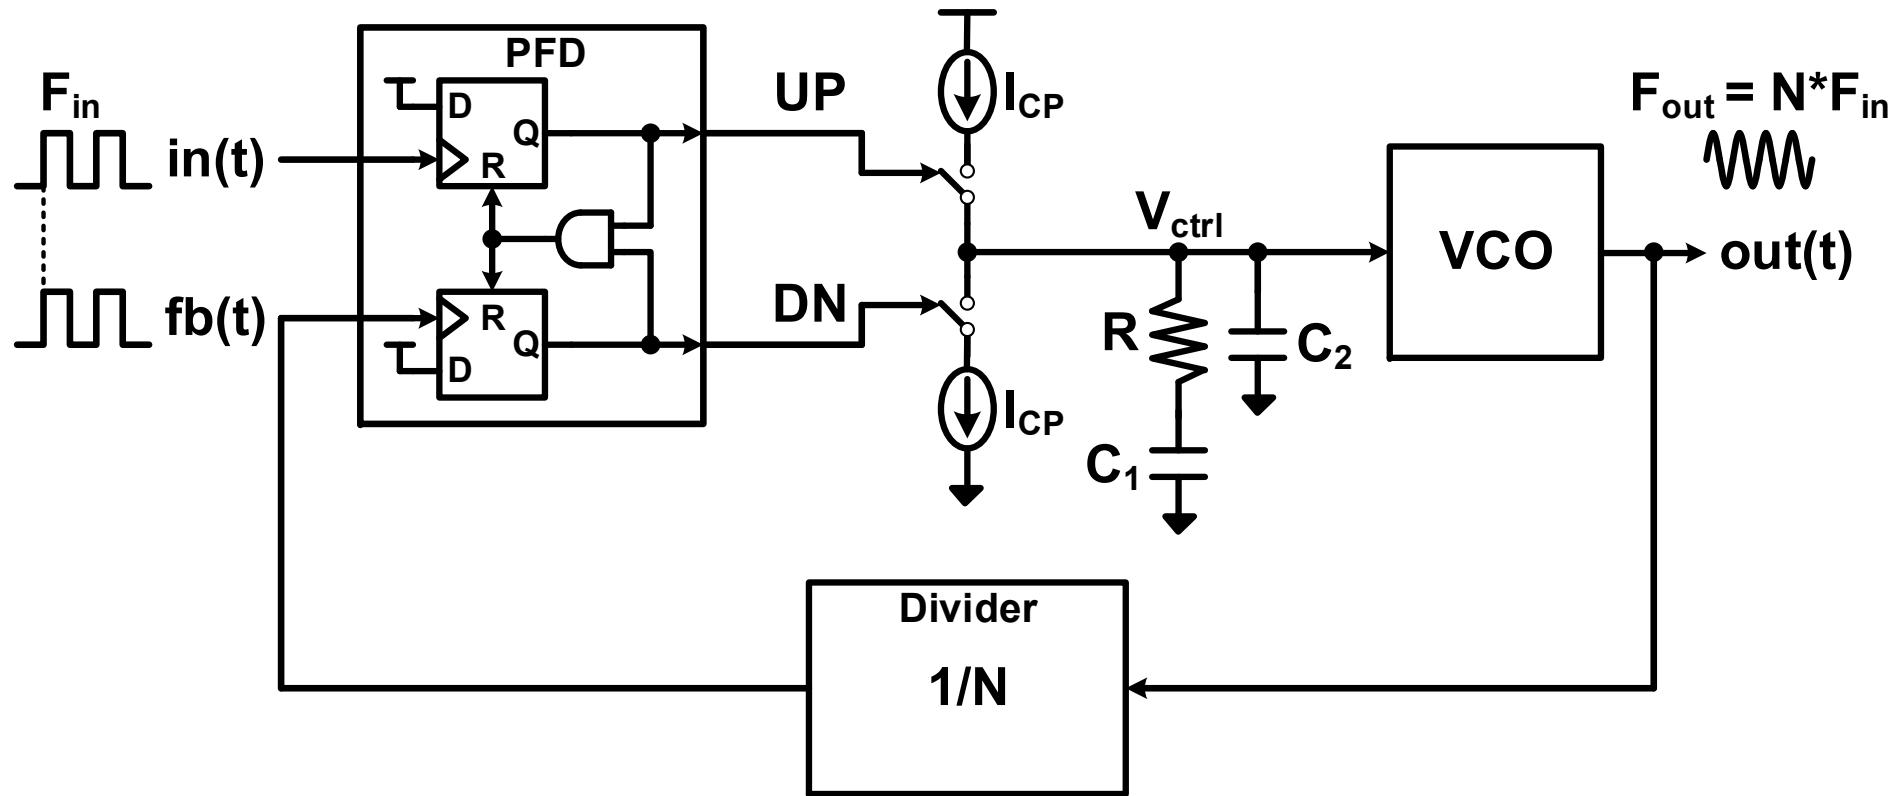 PFD
F_in
UP
I_CP
F_out = N*F_in
D
Q
in(t)
R
V_ctrl
VCO
out(t)
fb(t)
R
Q
DN
D
R
C_2
I_CP
C_1
Divider
1/N